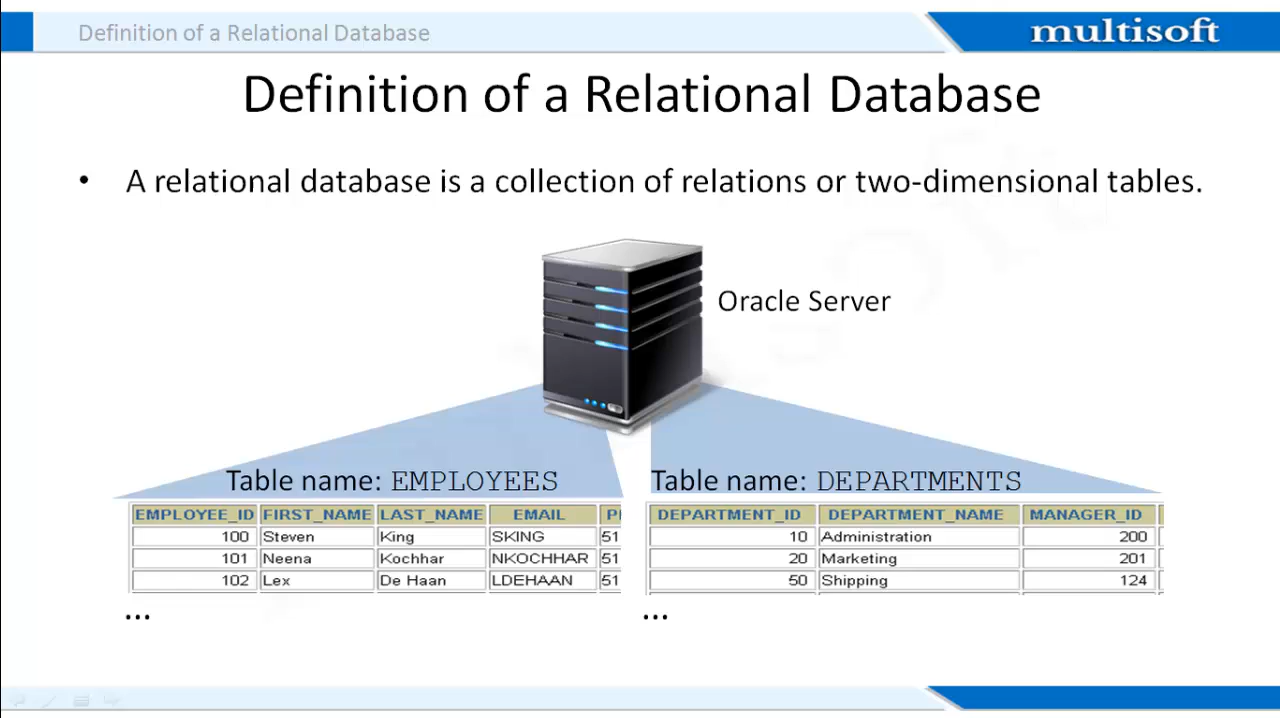 Definition of a Relational Database
multisoft
Definition of a Relational Database
• A relational database is a collection of relations or two-dimensional tables.
Oracle Server
Table name: EMPLOYEES
EMPLOYEE_ID FIRST_NAME LAST_NAME EMAIL
100 Steven King SKING 51
101 Neena Kochhar NKOCHHAR 51
102 Lex De Haan LDEHAAN 51
...
Table name: DEPARTMENTS
DEPARTMENT_ID DEPARTMENT_NAME MANAGER_ID
10 Administration 200
20 Marketing 201
50 Shipping 124
...